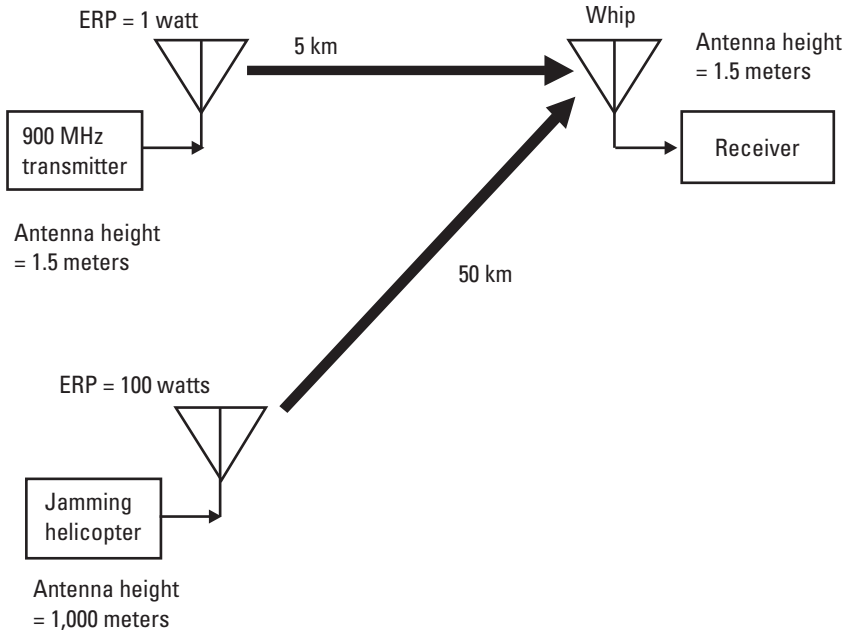 ERP = 1 watt
5 km
Whip
Antenna height
= 1.5 meters
900 MHz
transmitter
Receiver
Antenna height
= 1.5 meters
50 km
ERP = 100 watts
Jamming
helicopter
Antenna height
= 1,000 meters